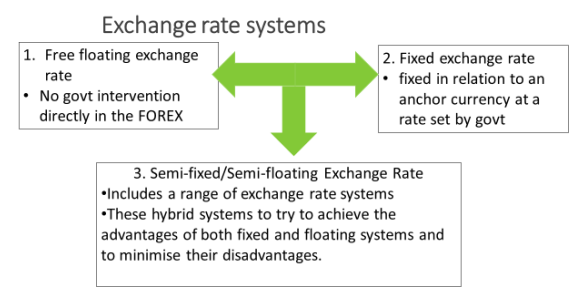 Exchange rate systems
1. Free floating exchange
rate
• No govt intervention
directly in the FOREX
2. Fixed exchange rate
• fixed in relation to an
anchor currency at a
rate set by govt
3. Semi-fixed/Semi-floating Exchange Rate
•Includes a range of exchange rate systems
•These hybrid systems to try to achieve the
advantages of both fixed and floating systems and
to minimise their disadvantages.